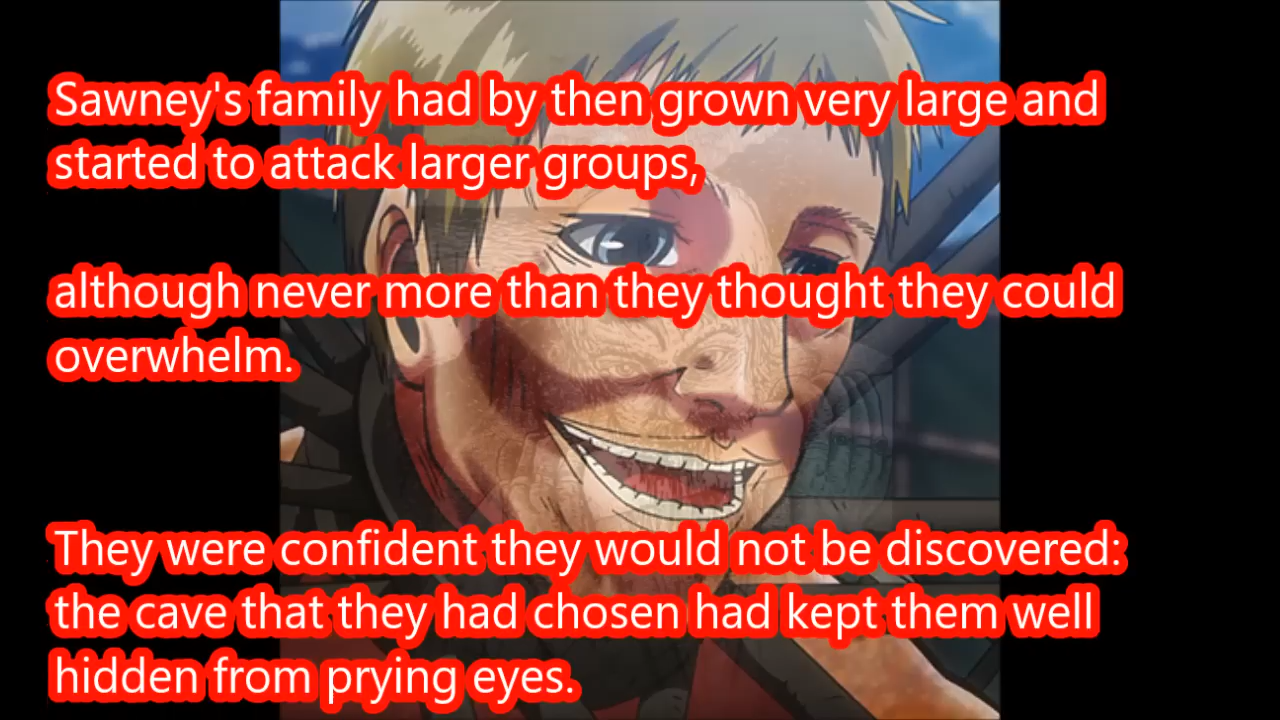 Sawney's family had by then grown very large and
started to attack larger groups,
although never more than they thought they could
overwhelm.
They were confident they would not be discovered:
the cave that they had chosen had kept them well
hidden from prying eyes.